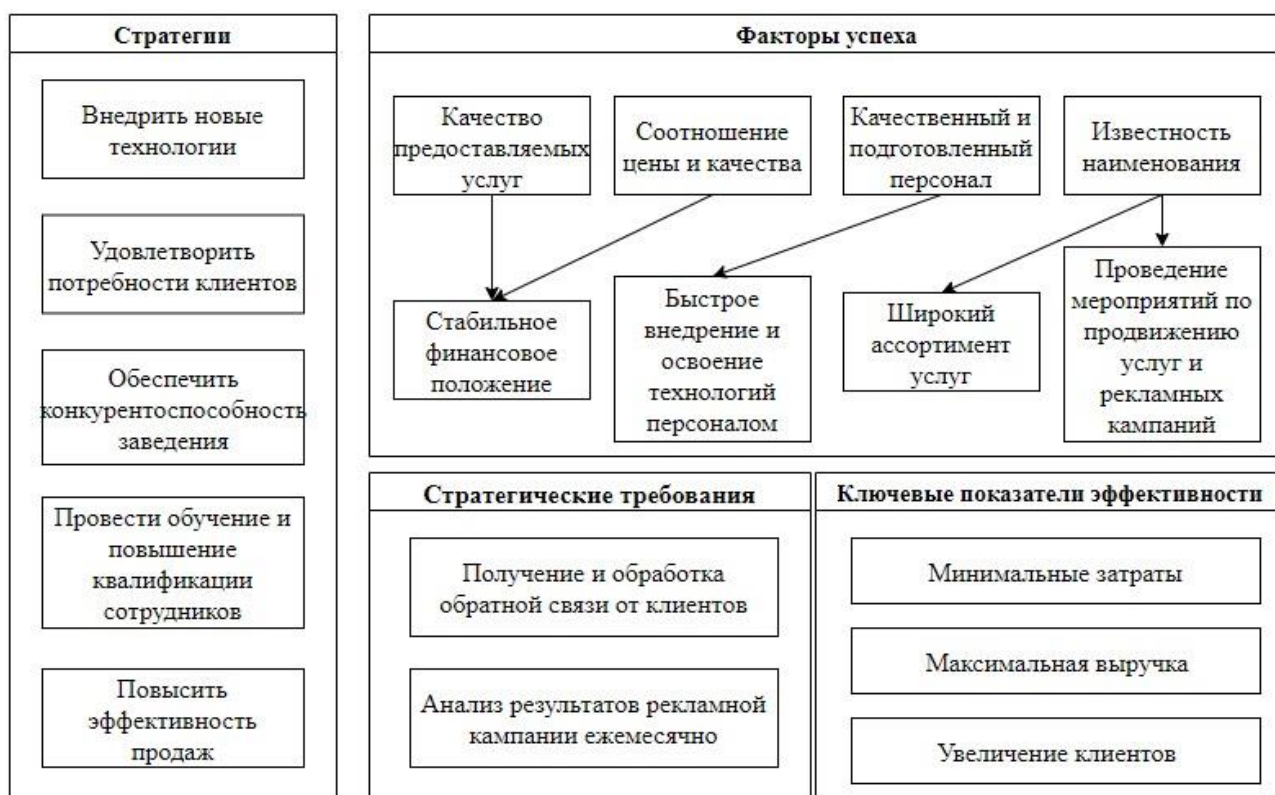 Стратегии
Внедрить новые
технологии
Удовлетворить
потребности клиентов
Обеспечить
конкурентоспособность
заведения
Провести обучение и
повышение
квалификации
сотрудников
Повысить
эффективность
продаж
Факторы успеха
Качество
предоставляемых
услуг
Соотношение
цены и качества
Качественный и
подготовленный
персонал
Известность
наименования
Стабильное
финансовое
положение
Быстрое
внедрение и
освоение
технологий
персоналом
Широкий
ассортимент
услуг
Проведение
мероприятий по
продвижению
услуг и
рекламных
кампаний
Стратегические требования
Получение и обработка
обратной связи от клиентов
Анализ результатов рекламной
кампании ежемесячно
Ключевые показатели эффективности
Минимальные затраты
Максимальная выручка
Увеличение клиентов